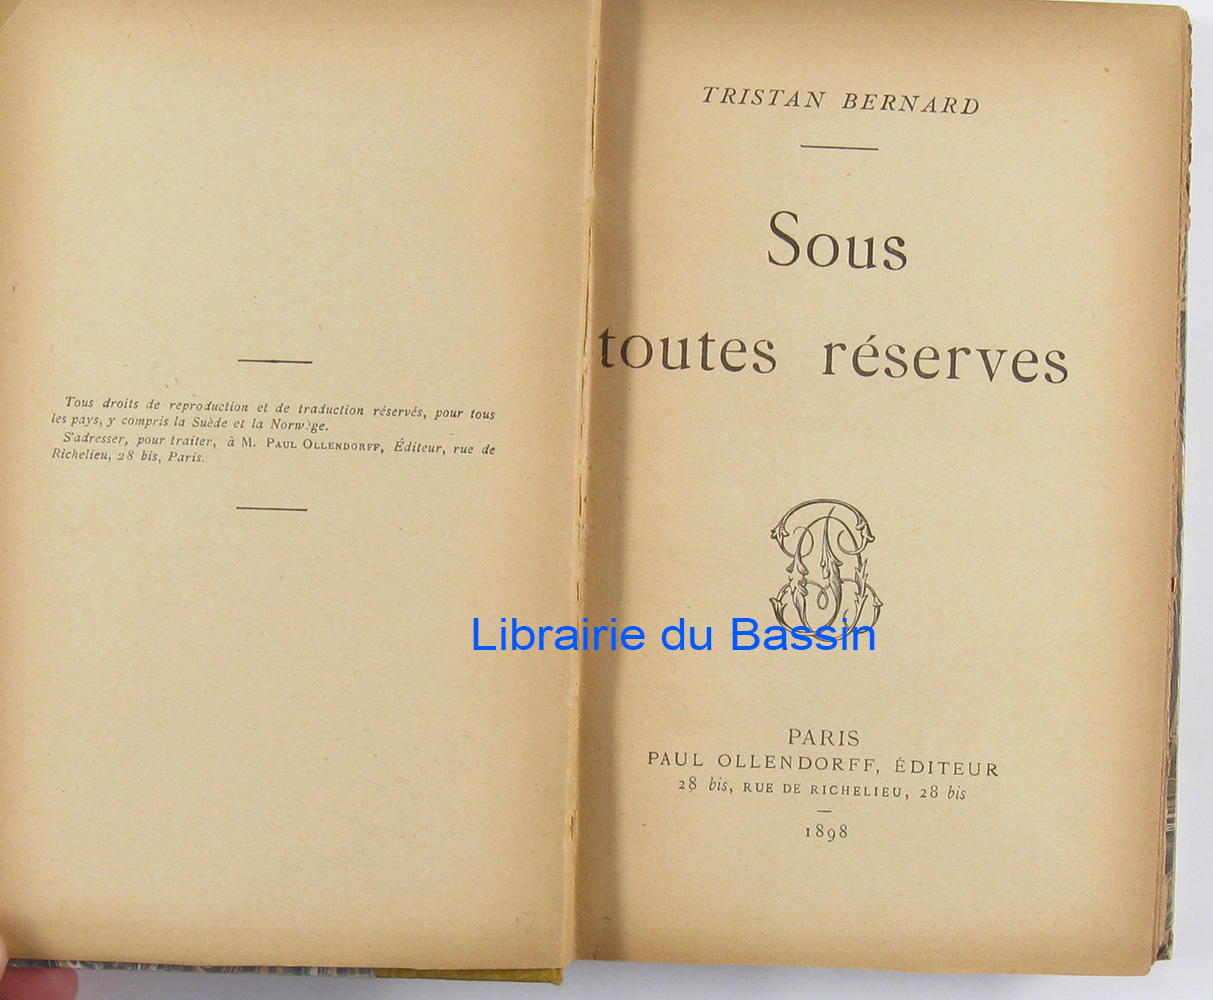 Tous droits de reproduction et de traduction réservés, pour tous
les pays, y compris la Suède et la Norwège.
S'adresser, pour traiter, à M. PAUL OLLENDORFF, Éditeur, rue de
Richelieu, 28 bis, Paris.
TRISTAN BERNARD
Sous
toutes réserves
Librairie du Bassin
PARIS
PAUL OLLENDORFF, ÉDITEUR
28 bis, RUE DE RICHELIEU, 28 bis
1898